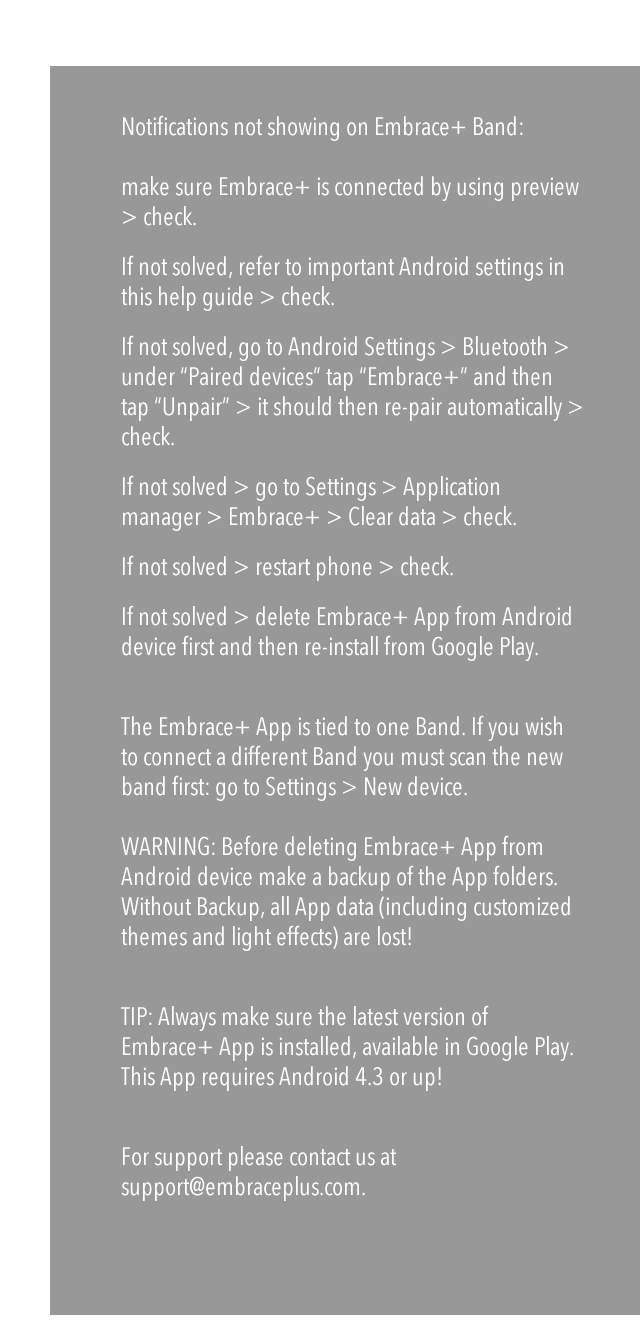 Notifications not showing on Embrace+ Band:
make sure Embrace+ is connected by using preview
> check.
If not solved, refer to important Android settings in
this help guide > check.
If not solved, go to Android Settings > Bluetooth >
under “Paired devices” tap “Embrace+” and then
tap “Unpair” > it should then re-pair automatically >
check.
If not solved > go to Settings > Application
manager > Embrace+ > Clear data > check.
If not solved > restart phone > check.
If not solved > delete Embrace+ App from Android
device first and then re-install from Google Play.
The Embrace+ App is tied to one Band. If you wish
to connect a different Band you must scan the new
band first: go to Settings > New device.
WARNING: Before deleting Embrace+ App from
Android device make a backup of the App folders.
Without Backup, all App data (including customized
themes and light effects) are lost!
TIP: Always make sure the latest version of
Embrace+ App is installed, available in Google Play.
This App requires Android 4.3 or up!
For support please contact us at
support@embraceplus.com.